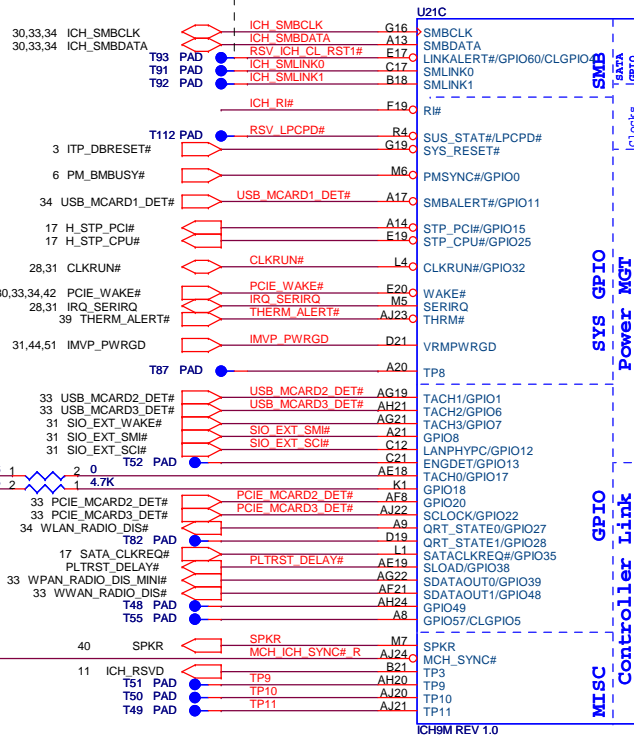 U21C
30,33,34 ICH_SMBCLK ICH_SMBCLK G16 SMBCLK
30,33,34 ICH_SMBDATA ICH_SMBDATA A13 SMBDATA
T93 PAD RSV_ICH_CL_RST1# E17 LINKALERT#/GPIO60/CLGPIO4
T91 PAD ICH_SMLINK0 C17 SMLINK0
T92 PAD ICH_SMLINK1 B18 SMLINK1
SMB
SATA
GPIO
ICH_RI# F19 RI#
Clocks
T112 PAD RSV_LPCPD# R4 SUS_STAT#/LPCPD#
3 ITP_DBRESET# G19 SYS_RESET#
6 PM_BMBUSY# M6 PMSYNC#/GPIO0
34 USB_MCARD1_DET# USB_MCARD1_DET# A17 SMBALERT#/GPIO11
17 H_STP_PCI# A14 STP_PCI#/GPIO15
17 H_STP_CPU# E19 STP_CPU#/GPIO25
28,31 CLKRUN# CLKRUN# L4 CLKRUN#/GPIO32
30,33,34,42 PCIE_WAKE# PCIE_WAKE# E20 WAKE#
28,31 IRQ_SERIRQ IRQ_SERIRQ M5 SERIRQ
39 THERM_ALERT# THERM_ALERT# AJ23 THRM#
SYS GPIO
Power MGT
31,44,51 IMVP_PWRGD IMVP_PWRGD D21 VRMPWRGD
T87 PAD A20 TP8
33 USB_MCARD2_DET# USB_MCARD2_DET# AG19 TACH1/GPIO1
33 USB_MCARD3_DET# USB_MCARD3_DET# AH21 TACH2/GPIO6
31 SIO_EXT_WAKE# AG21 TACH3/GPIO7
31 SIO_EXT_SMI# SIO_EXT_SMI# A21 GPIO8
31 SIO_EXT_SCI# SIO_EXT_SCI# C12 LANPHYPC/GPIO12
T52 PAD C21 ENGDET/GPIO13
1 2 0 AE18 TACH0/GPIO17
2 1 4.7K K1 GPIO18
33 PCIE_MCARD2_DET# PCIE_MCARD2_DET# AF8 GPIO20
33 PCIE_MCARD3_DET# PCIE_MCARD3_DET# AJ22 SCLOCK/GPIO22
34 WLAN_RADIO_DIS# A9 QRT_STATE0/GPIO27
T82 PAD D19 QRT_STATE1/GPIO28
17 SATA_CLKREQ# L1 SATACLKREQ#/GPIO35
PLTRST_DELAY# PLTRST_DELAY# AE19 SLOAD/GPIO38
33 WPAN_RADIO_DIS_MINI# AG22 SDATAOUT0/GPIO39
33 WWAN_RADIO_DIS# AF21 SDATAOUT1/GPIO48
T48 PAD AH24 GPIO49
T55 PAD A8 GPIO57/CLGPIO5
GPIO
Controller Link
40 SPKR SPKR M7 SPKR
MCH_ICH_SYNC#_R AJ24 MCH_SYNC#
11 ICH_RSVD B21 TP3
T51 PAD TP9 AH20 TP9
T50 PAD TP10 AJ20 TP10
T49 PAD TP11 AJ21 TP11
MISC
ICH9M REV 1.0